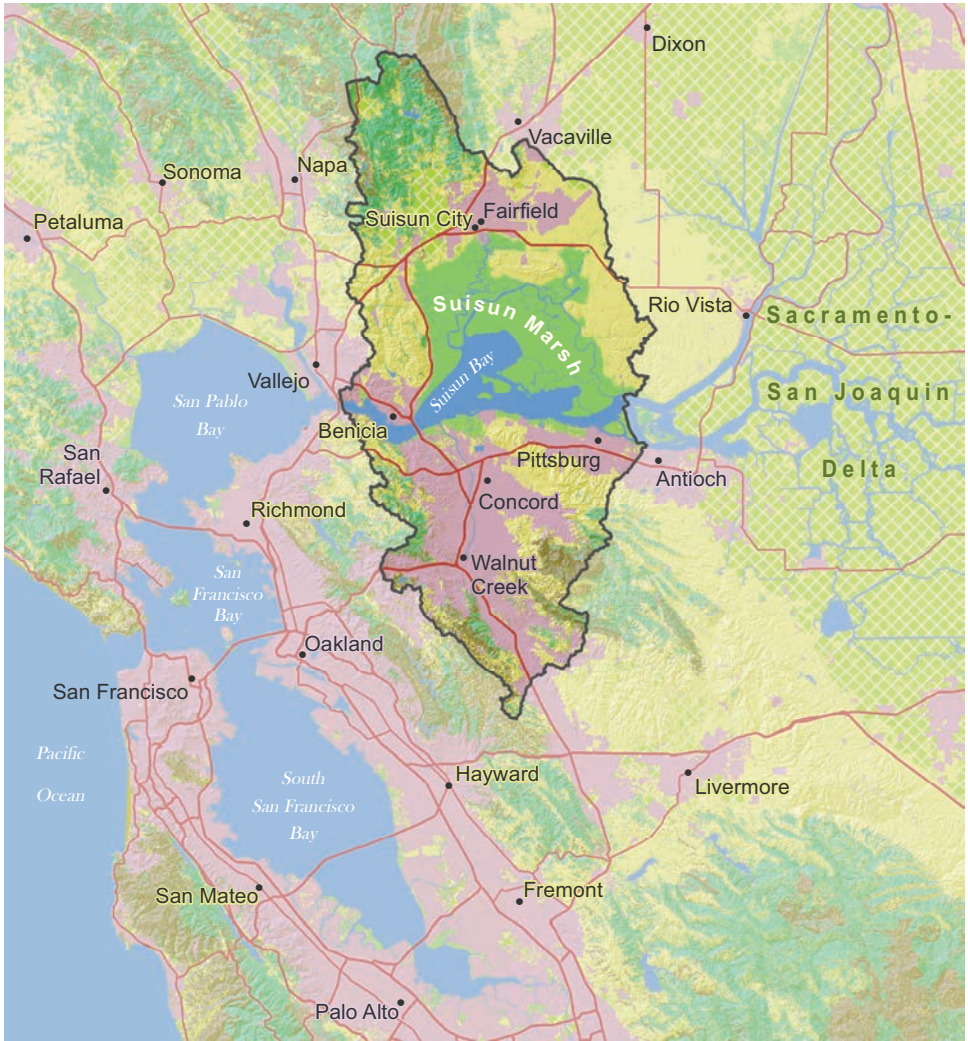 Dixon
Vacaville
Sonoma
Napa
Petaluma
Suisun City
Fairfield
Suisun Marsh
Rio Vista
Sacramento-
San Joaquin
Delta
Vallejo
Suisun Bay
San Pablo
Bay
Benicia
San
Rafael
Pittsburg
Antioch
Concord
Richmond
Walnut
Creek
San
Francisco
Bay
Oakland
San Francisco
Pacific
Ocean
South
San Francisco
Bay
Hayward
Livermore
San Mateo
Fremont
Palo Alto